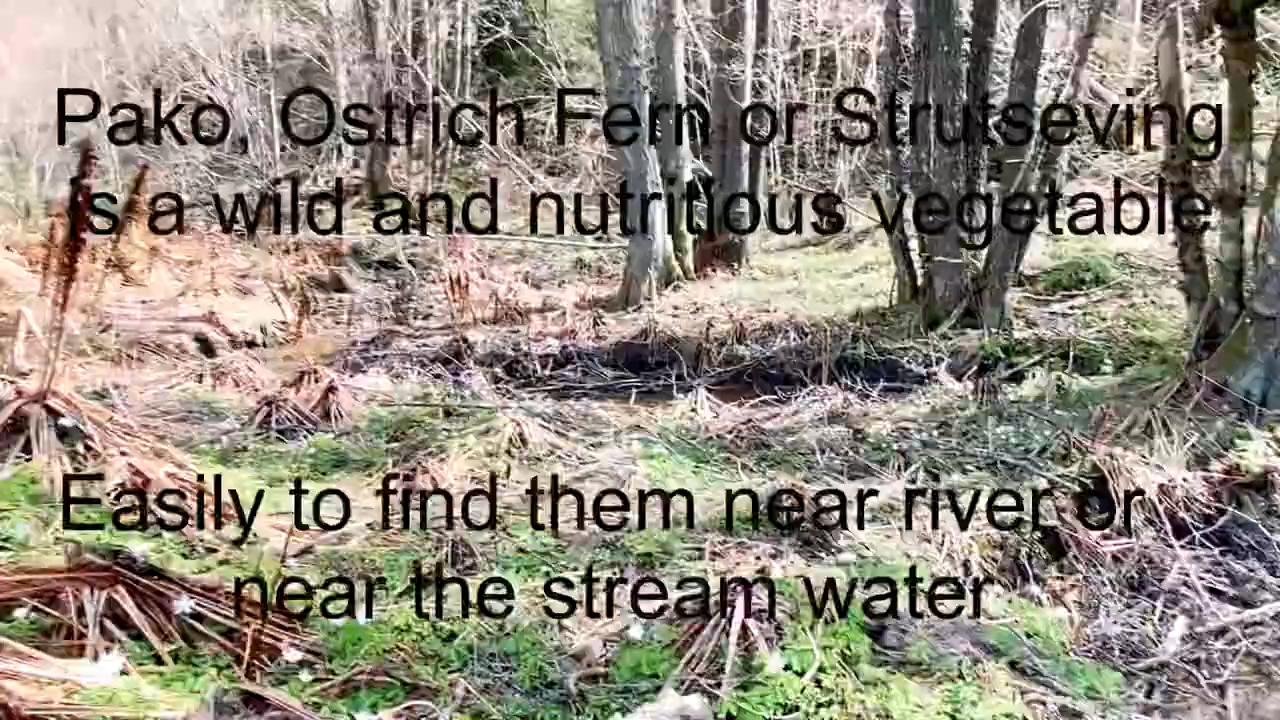 Pako, Ostrich Fern or Strutseving
is a wild and nutritious vegetable
Easily to find them near river or
near the stream water